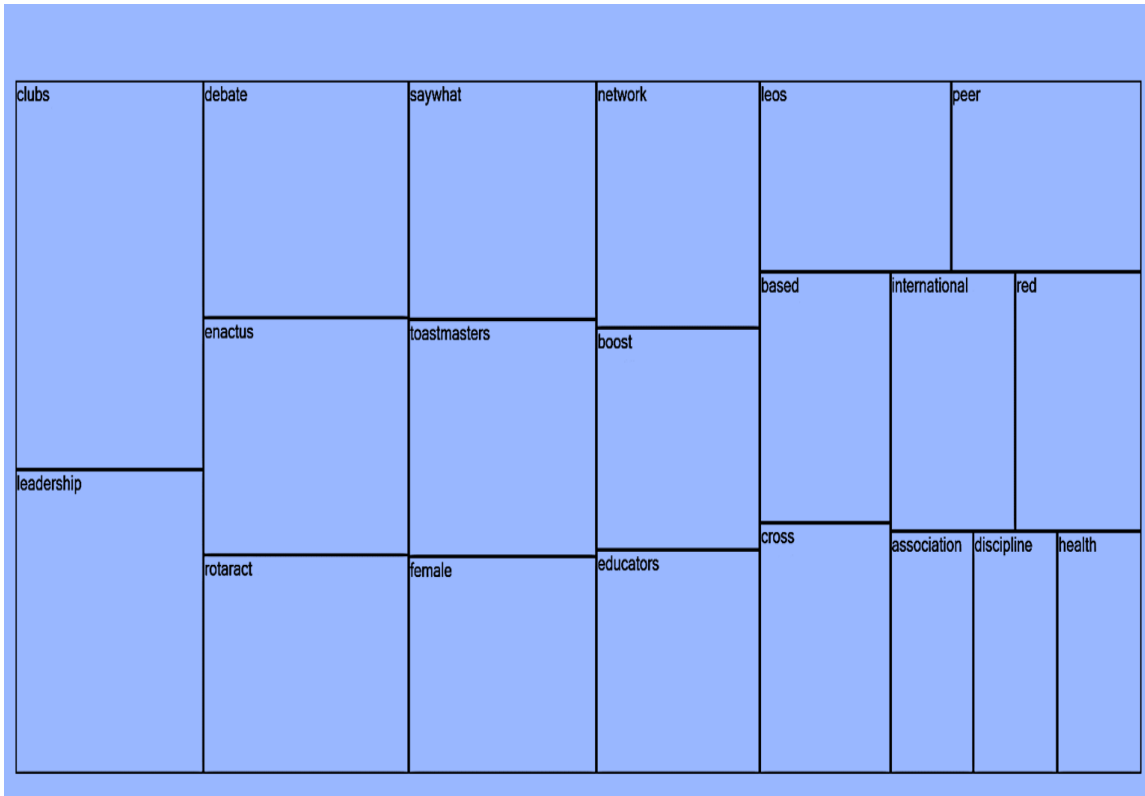 clubs
debate
saywhat
network
leos
peer
based
international
red
enactus
toastmasters
boost
leadership
cross
association
discipline
health
rotaract
female
educators